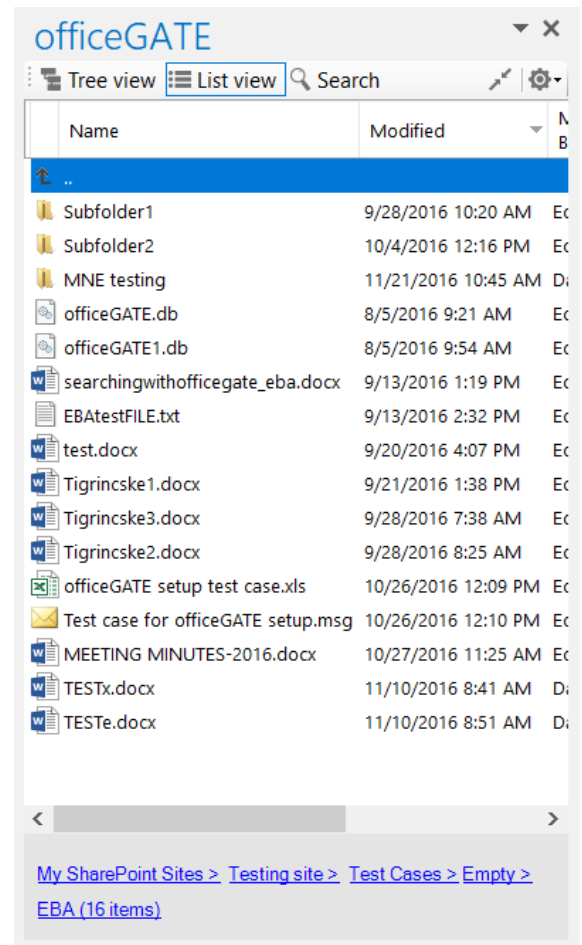 officeGATE
Tree view List view Search
Name Modified
..
Subfolder1 9/28/2016 10:20 AM
Subfolder2 10/4/2016 12:16 PM
MNE testing 11/21/2016 10:45 AM
officeGATE.db 8/5/2016 9:21 AM
officeGATE1.db 8/5/2016 9:54 AM
searchingwithofficegate_eba.docx 9/13/2016 1:19 PM
EBAtestFILE.txt 9/13/2016 2:32 PM
test.docx 9/20/2016 4:07 PM
Tigrincske1.docx 9/21/2016 1:38 PM
Tigrincske3.docx 9/28/2016 7:38 AM
Tigrincske2.docx 9/28/2016 8:25 AM
officeGATE setup test case.xls 10/26/2016 12:09 PM
Test case for officeGATE setup.msg 10/26/2016 12:10 PM
MEETING MINUTES-2016.docx 10/27/2016 11:25 AM
TESTx.docx 11/10/2016 8:41 AM
TESTe.docx 11/10/2016 8:51 AM
My SharePoint Sites > Testing site > Test Cases > Empty >
EBA (16 items)